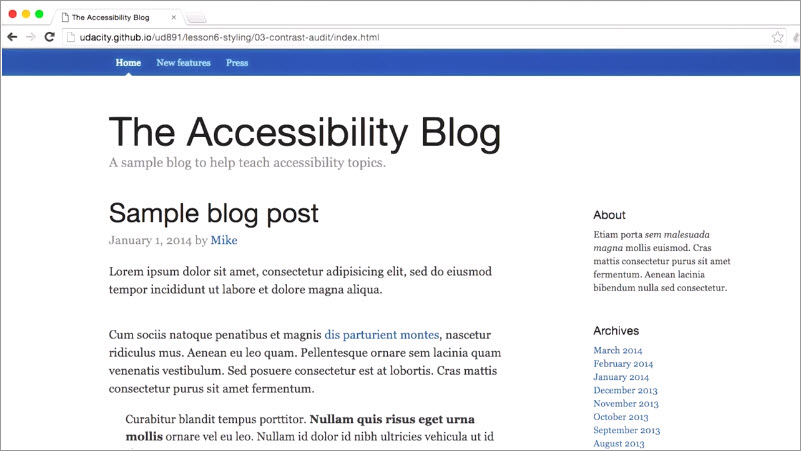 The Accessibility Blog
udacity.github.io/ud891/lesson6-styling/03-contrast-audit/index.html
Home New features Press
The Accessibility Blog
A sample blog to help teach accessibility topics.
Sample blog post
January 1, 2014 by Mike
Lorem ipsum dolor sit amet, consectetur adipisicing elit, sed do eiusmod
tempor incididunt ut labore et dolore magna aliqua.
Cum sociis natoque penatibus et magnis dis parturient montes, nascetur
ridiculus mus. Aenean eu leo quam. Pellentesque ornare sem lacinia quam
venenatis vestibulum. Sed posuere consectetur est at lobortis. Cras mattis
consectetur purus sit amet fermentum.
Curabitur blandit tempus porttitor. Nullam quis risus eget urna
mollis ornare vel eu leo. Nullam id dolor id nibh ultricies vehicula ut id
About
Etiam porta sem malesuada
magna mollis euismod. Cras
mattis consectetur purus sit amet
fermentum. Aenean lacinia
bibendum nulla sed consectetur.
Archives
March 2014
February 2014
January 2014
December 2013
November 2013
October 2013
September 2013
August 2013